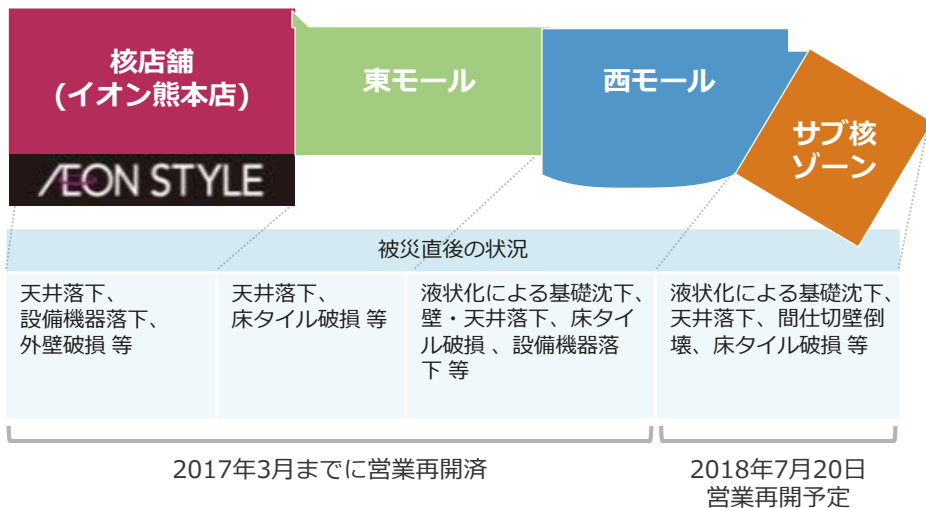 核店舗
(イオン熊本店)
東モール
西モール
サブ核
ゾーン
ÆON STYLE
被災直後の状況
天井落下、
設備機器落下、
外壁破損 等
天井落下、
床タイル破損 等
液状化による基礎沈下、
壁・天井落下、床タイ
ル破損 、設備機器落
下 等
液状化による基礎沈下、
天井落下、間仕切壁倒
壊、床タイル破損 等
2017年3月までに営業再開済
2018年7月20日
営業再開予定